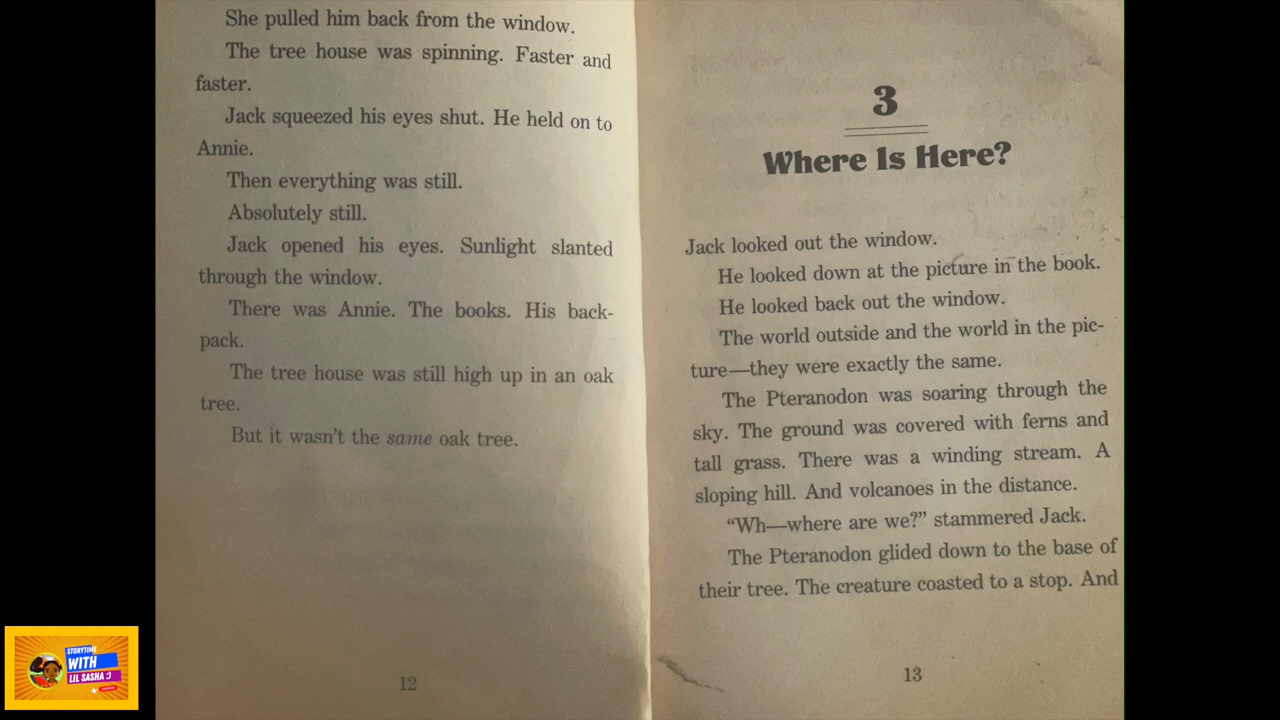 She pulled him back from the window.
The tree house was spinning. Faster and
faster.
Jack squeezed his eyes shut. He held on to
Annie.
Then everything was still.
Absolutely still.
Jack opened his eyes. Sunlight slanted
through the window.
There was Annie. The books. His back-
pack.
The tree house was still high up in an oak
tree.
But it wasn't the same oak tree.
12
3
Where Is Here?
Jack looked out the window.
He looked down at the picture in the book.
He looked back out the window.
The world outside and the world in the pic-
ture—they were exactly the same.
The Pteranodon was soaring through the
sky. The ground was covered with ferns and
tall grass. There was a winding stream. A
sloping hill. And volcanoes in the distance.
“Wh—where are we?” stammered Jack.
The Pteranodon glided down to the base of
their tree. The creature coasted to a stop. And
13
STORYTIME
WITH
LIL SASHA :)